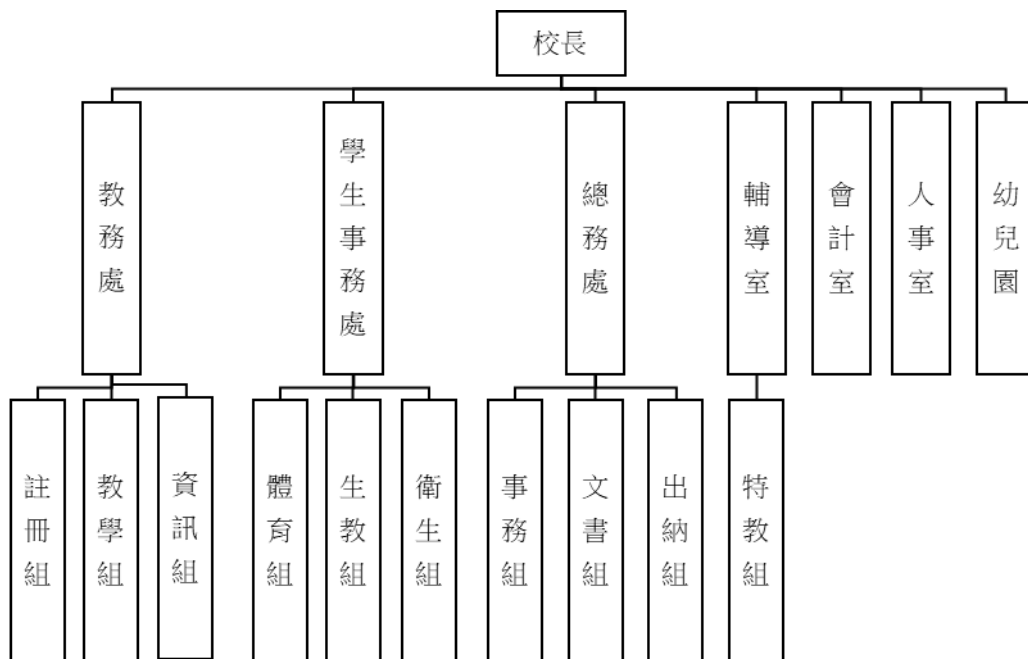 校長
教務處
學生事務處
總務處
輔導室
會計室
人事室
幼兒園
註冊組
教學組
資訊組
體育組
生教組
衛生組
事務組
文書組
出納組
特教組